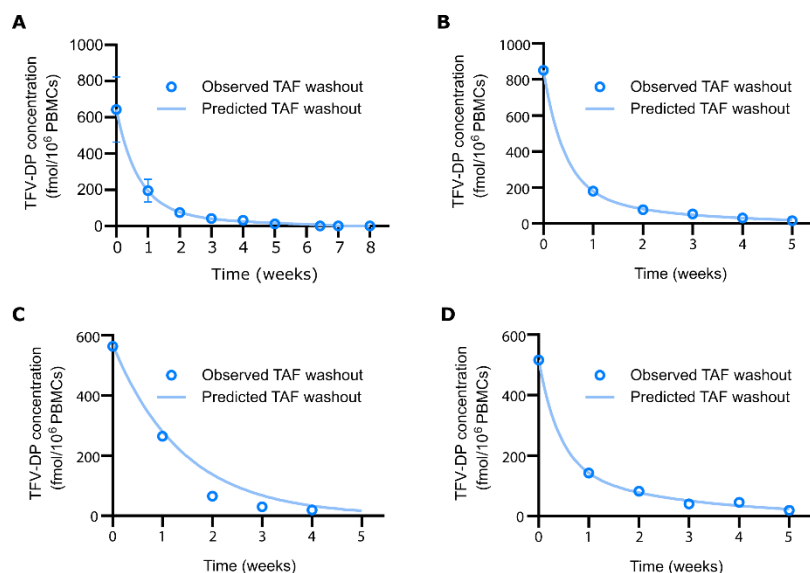 A
TFV-DP concentration
(fmol/10⁶ PBMCs)
1000
800
600
400
200
0
Observed TAF washout
Predicted TAF washout
0 1 2 3 4 5 6 7 8
Time (weeks)
B
TFV-DP concentration
(fmol/10⁶ PBMCs)
1000
800
600
400
200
0
Observed TAF washout
Predicted TAF washout
0 1 2 3 4 5
Time (weeks)
C
TFV-DP concentration
(fmol/10⁶ PBMCs)
600
400
200
0
Observed TAF washout
Predicted TAF washout
0 1 2 3 4 5
Time (weeks)
D
TFV-DP concentration
(fmol/10⁶ PBMCs)
600
400
200
0
Observed TAF washout
Predicted TAF washout
0 1 2 3 4 5
Time (weeks)